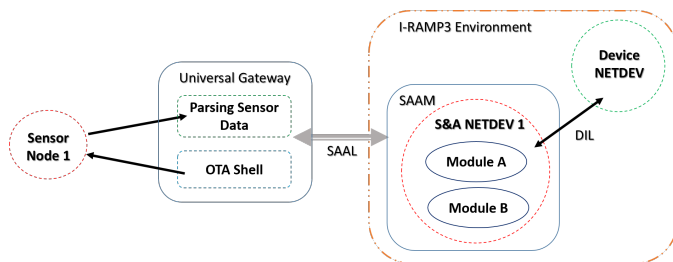 I-RAMP3 Environment
Device
NETDEV
Universal Gateway
Parsing Sensor
Data
SAAM
S&A NETDEV 1
Sensor
Node 1
SAAL
DIL
Module A
OTA Shell
Module B